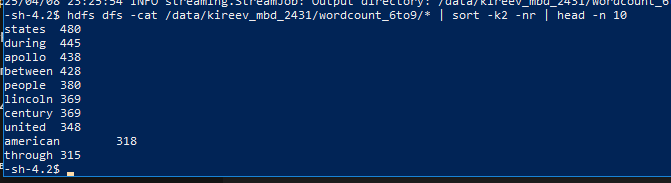 25/04/08 23:25:54 INFO streaming.StreamJob: Output directory: /data/kireev_mbd_2431/wordcount_6
-sh-4.2$ hdfs dfs -cat /data/kireev_mbd_2431/wordcount_6to9/* | sort -k2 -nr | head -n 10
states  480
during  445
apollo  438
between 428
people  380
lincoln 369
century 369
united  348
american        318
through 315
-sh-4.2$